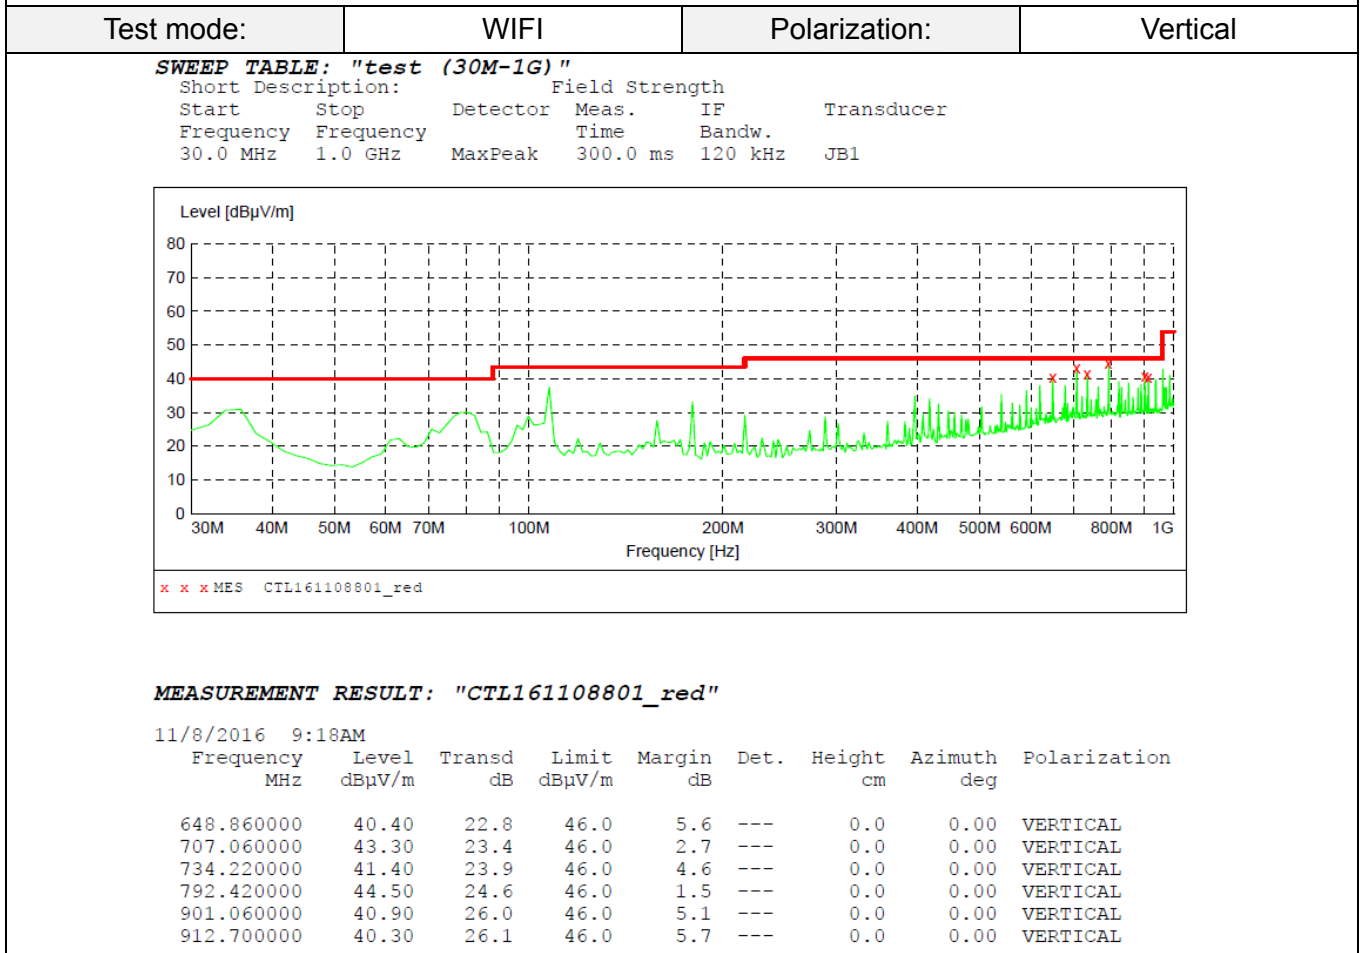 Test mode: WIFI Polarization: Vertical
SWEEP TABLE: "test (30M-1G)"
Short Description: Field Strength
Start Stop Detector Meas. IF Transducer
Frequency Frequency Time Bandw.
30.0 MHz 1.0 GHz MaxPeak 300.0 ms 120 kHz JB1
Level [dBµV/m]
80
70
60
50
40
30
20
10
0
30M 40M 50M 60M 70M 100M 200M 300M 400M 500M 600M 800M 1G
Frequency [Hz]
x x x MES CTL161108801_red
MEASUREMENT RESULT: "CTL161108801_red"
11/8/2016 9:18AM
Frequency Level Transd Limit Margin Det. Height Azimuth Polarization
MHz dBµV/m dB dBµV/m dB cm deg
648.860000 40.40 22.8 46.0 5.6 --- 0.0 0.00 VERTICAL
707.060000 43.30 23.4 46.0 2.7 --- 0.0 0.00 VERTICAL
734.220000 41.40 23.9 46.0 4.6 --- 0.0 0.00 VERTICAL
792.420000 44.50 24.6 46.0 1.5 --- 0.0 0.00 VERTICAL
901.060000 40.90 26.0 46.0 5.1 --- 0.0 0.00 VERTICAL
912.700000 40.30 26.1 46.0 5.7 --- 0.0 0.00 VERTICAL